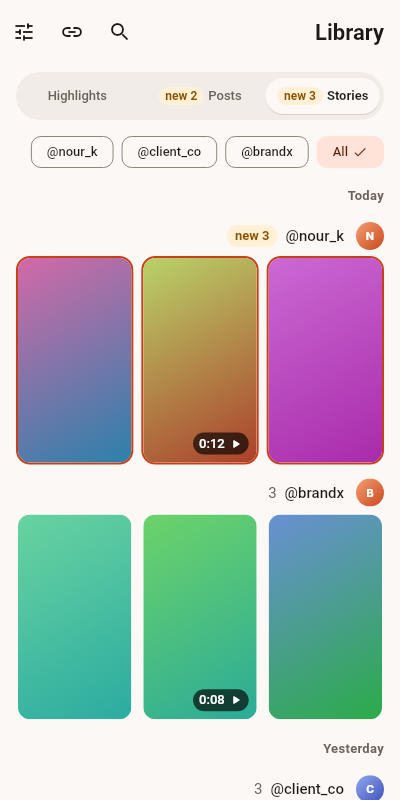 Library
Stories new 3
Posts new 2
Highlights
All
@brandx
@client_co
@nour_k
Today
N @nour_k new 3
0:12
B @brandx 3
0:08
Yesterday
C @client_co 3